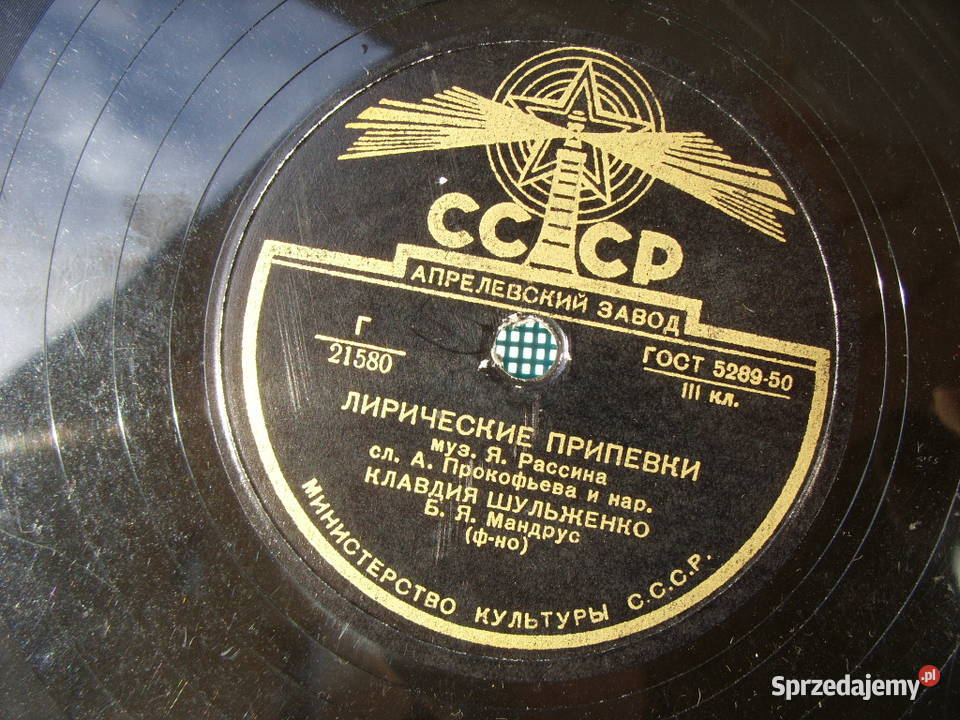 СССР
АПРЕЛЕВСКИЙ ЗАВОД
Г
21580
ГОСТ 5289-50
III кл.
ЛИРИЧЕСКИЕ ПРИПЕВКИ
муз. Я. Рассина
сл. А. Прокофьева и нар.
КЛАВДИЯ ШУЛЬЖЕНКО
Б. Я. Мандрус
(ф-но)
МИНИСТЕРСТВО КУЛЬТУРЫ С.С.С.Р.
Sprzedajemy.pl